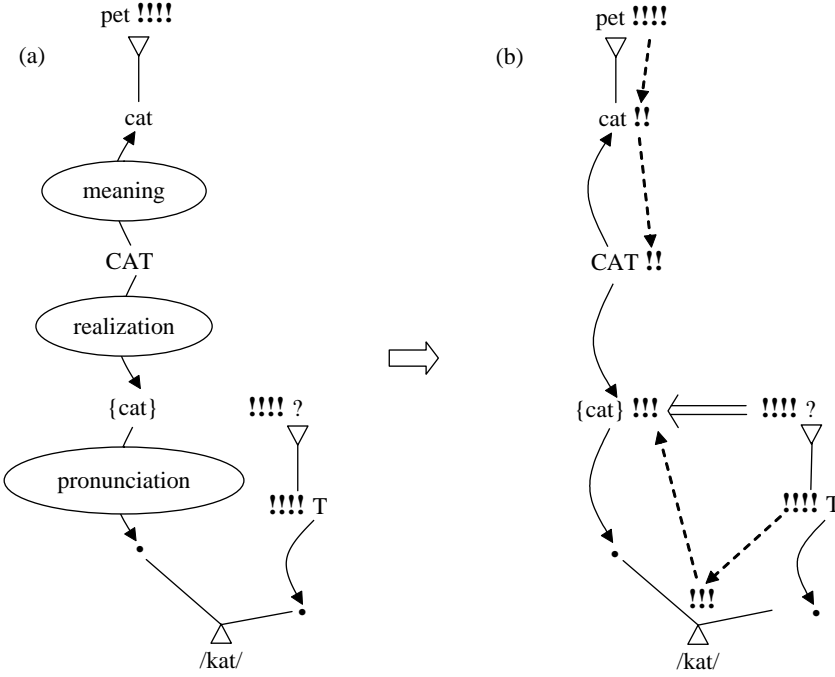 pet !!!!
(a)
cat
meaning
CAT
realization
{cat}
!!!! ?
pronunciation
!!!! T
/kat/
pet !!!!
(b)
cat !!
CAT !!
{cat} !!!
!!!! ?
!!!! T
!!!
/kat/